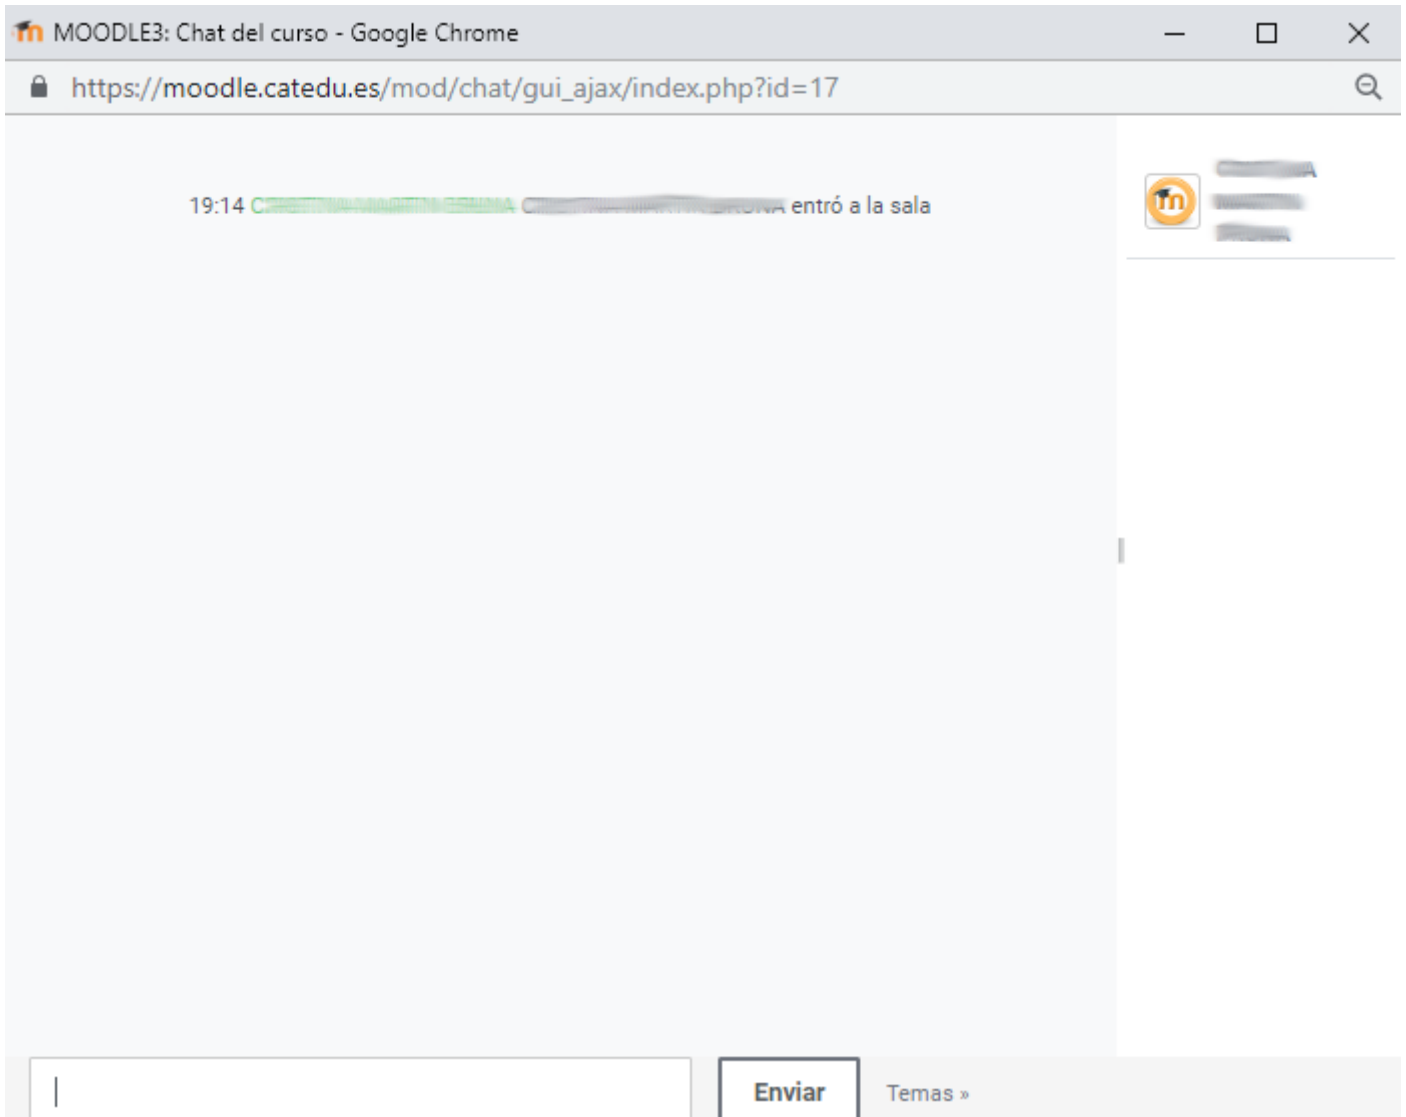 MOODLE3: Chat del curso - Google Chrome
https://moodle.catedu.es/mod/chat/gui_ajax/index.php?id=17
19:14 entró a la sala
Enviar
Temas »